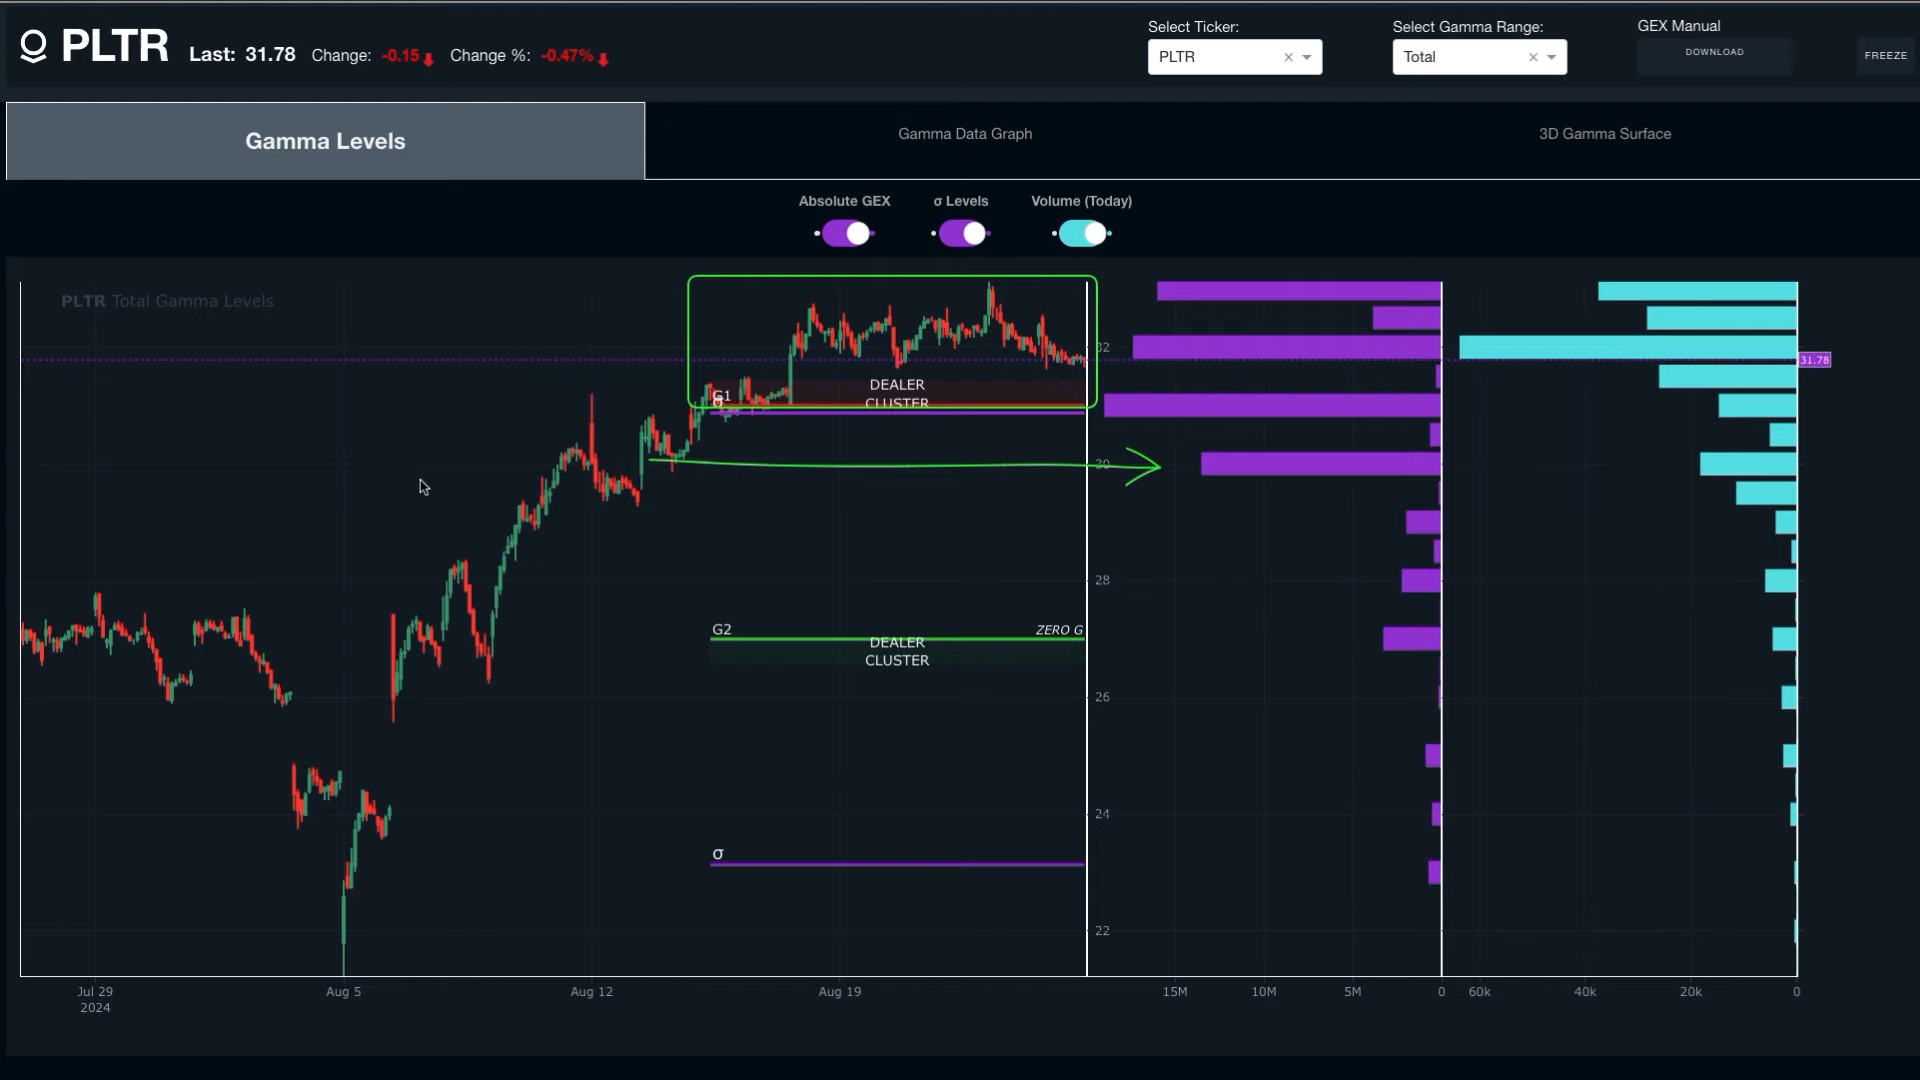 PLTR Last: 31.78 Change: -0.15 Change %: -0.47%
Select Ticker:
PLTR
Select Gamma Range:
Total
GEX Manual
DOWNLOAD
FREEZE
Gamma Levels
Gamma Data Graph
3D Gamma Surface
Absolute GEX
σ Levels
Volume (Today)
PLTR Total Gamma Levels
G1
σ
DEALER
CLUSTER
G2
ZERO G
DEALER
CLUSTER
σ
32
30
28
26
24
22
31.78
Jul 29
2024
Aug 5
Aug 12
Aug 19
15M
10M
5M
0
60k
40k
20k
0